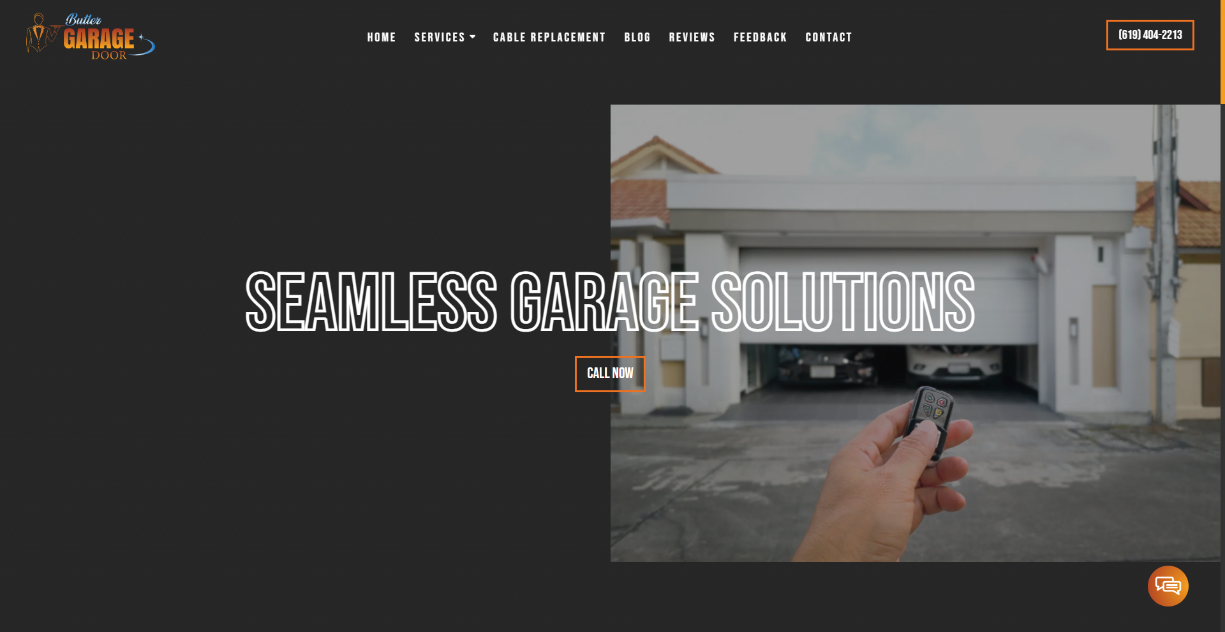 Butler
GARAGE
DOOR
HOME SERVICES CABLE REPLACEMENT BLOG REVIEWS FEEDBACK CONTACT
(619) 404-2213
SEAMLESS GARAGE SOLUTIONS
CALL NOW